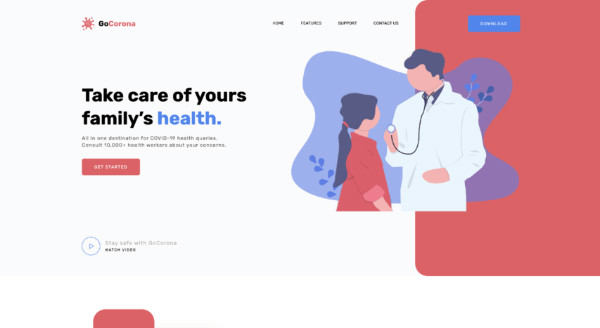 GoCorona
HOME FEATURES SUPPORT CONTACT US
DOWNLOAD
Take care of yours
family's health.
All in one destination for COVID-19 health queries.
Consult 10,000+ health workers about your concerns.
GET STARTED
Stay safe with GoCorona
WATCH VIDEO